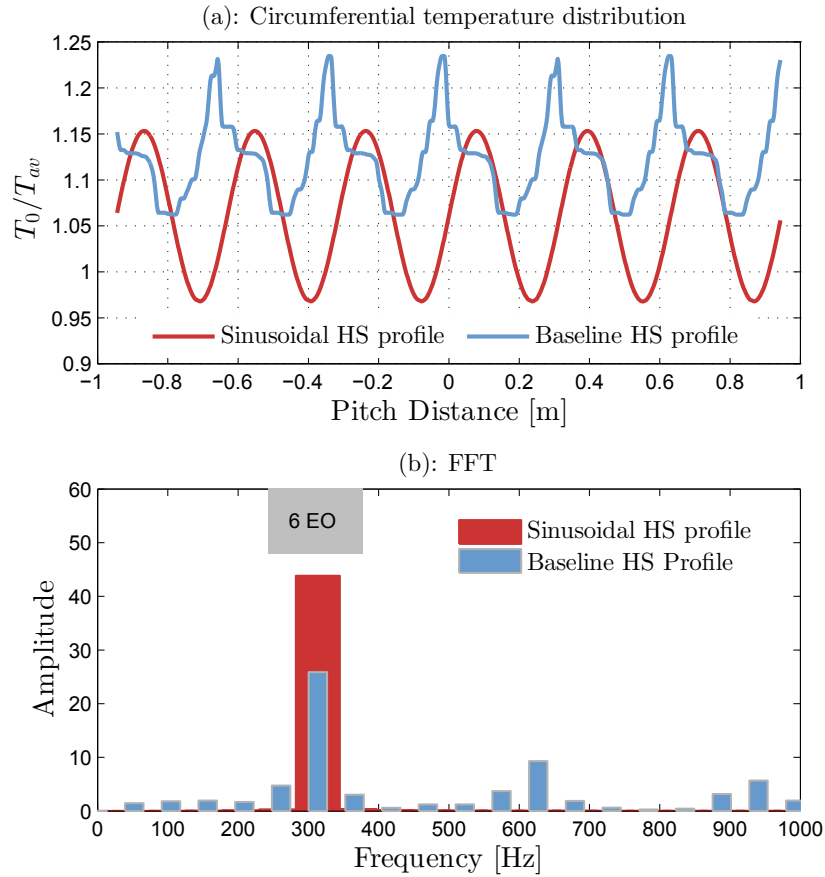 (a): Circumferential temperature distribution
1.25
1.2
1.15
1.1
1.05
1
0.95
0.9
T0/Tav
Sinusoidal HS profile
Baseline HS profile
−1 −0.8 −0.6 −0.4 −0.2 0 0.2 0.4 0.6 0.8 1
Pitch Distance [m]
(b): FFT
60
50
40
30
20
10
0
Amplitude
6 EO
Sinusoidal HS profile
Baseline HS Profile
0 100 200 300 400 500 600 700 800 900 1000
Frequency [Hz]